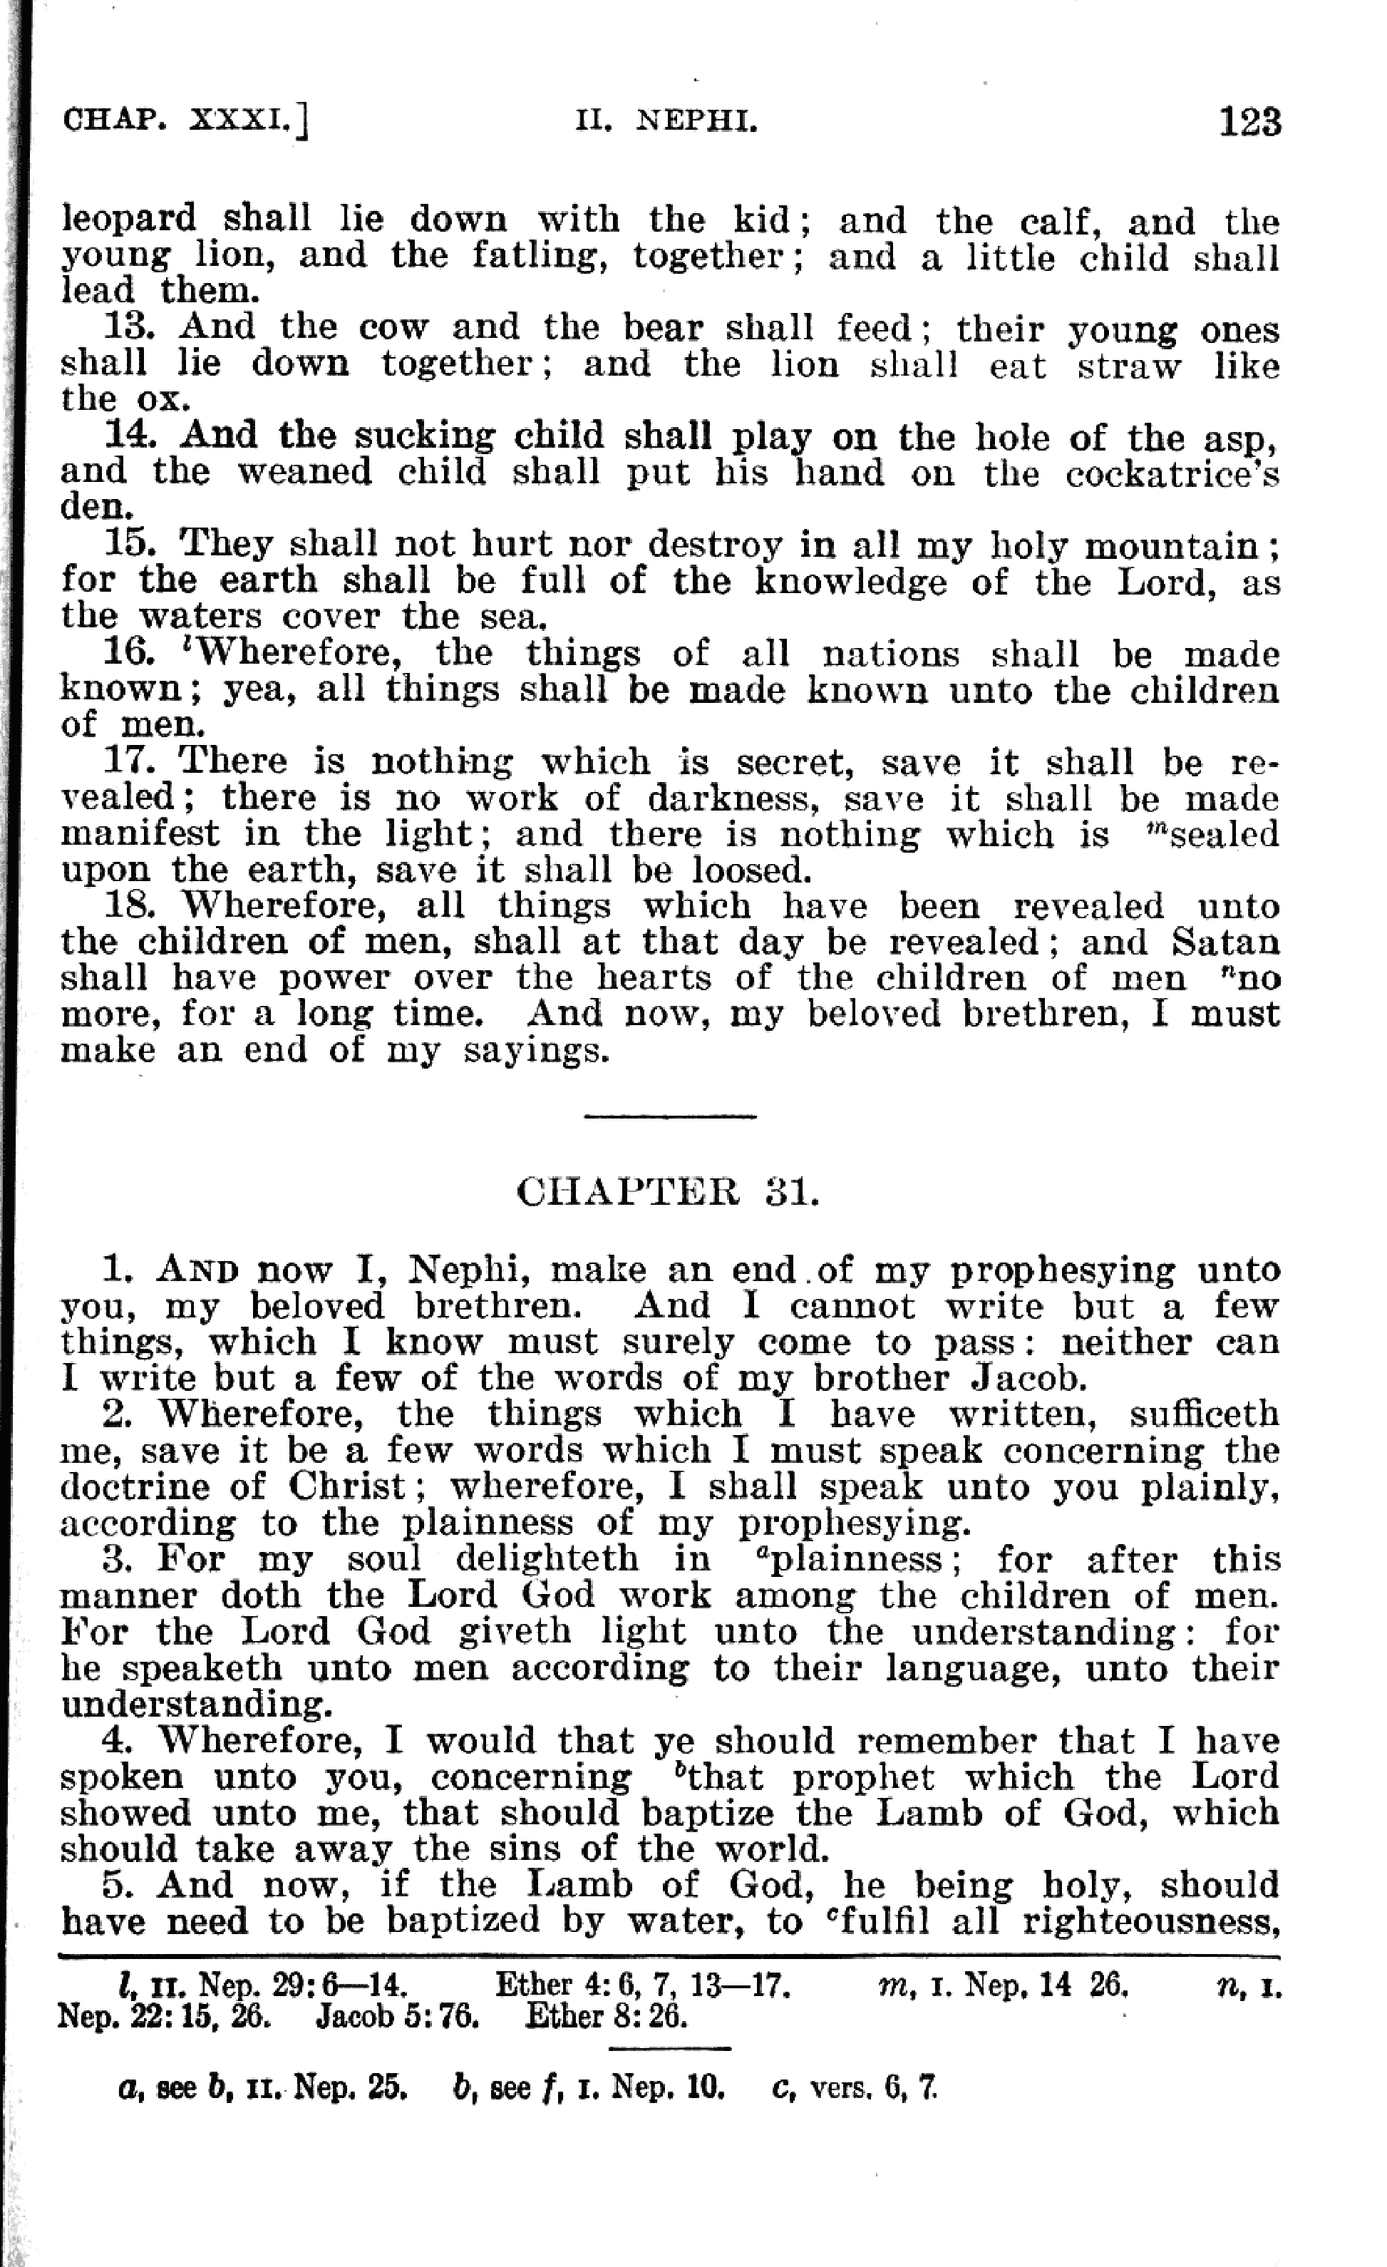 CHAP. XXXI.] II. NEPHI. 123
leopard shall lie down with the kid; and the calf, and the
young lion, and the fatling, together; and a little child shall
lead them.
13. And the cow and the bear shall feed; their young ones
shall lie down together; and the lion shall eat straw like
the ox.
14. And the sucking child shall play on the hole of the asp,
and the weaned child shall put his hand on the cockatrice's
den.
15. They shall not hurt nor destroy in all my holy mountain;
for the earth shall be full of the knowledge of the Lord, as
the waters cover the sea.
16. lWherefore, the things of all nations shall be made
known; yea, all things shall be made known unto the children
of men.
17. There is nothing which is secret, save it shall be re-
vealed; there is no work of darkness, save it shall be made
manifest in the light; and there is nothing which is msealed
upon the earth, save it shall be loosed.
18. Wherefore, all things which have been revealed unto
the children of men, shall at that day be revealed; and Satan
shall have power over the hearts of the children of men nno
more, for a long time. And now, my beloved brethren, I must
make an end of my sayings.
CHAPTER 31.
1. AND now I, Nephi, make an end of my prophesying unto
you, my beloved brethren. And I cannot write but a few
things, which I know must surely come to pass: neither can
I write but a few of the words of my brother Jacob.
2. Wherefore, the things which I have written, sufficeth
me, save it be a few words which I must speak concerning the
doctrine of Christ; wherefore, I shall speak unto you plainly,
according to the plainness of my prophesying.
3. For my soul delighteth in aplainness; for after this
manner doth the Lord God work among the children of men.
For the Lord God giveth light unto the understanding: for
he speaketh unto men according to their language, unto their
understanding.
4. Wherefore, I would that ye should remember that I have
spoken unto you, concerning bthat prophet which the Lord
showed unto me, that should baptize the Lamb of God, which
should take away the sins of the world.
5. And now, if the Lamb of God, he being holy, should
have need to be baptized by water, to cfulfil all righteousness,
l, II. Nep. 29:6—14. Ether 4:6, 7, 13—17. m, I. Nep. 14 26. n, I.
Nep. 22:15, 26. Jacob 5:76. Ether 8:26.
a, see b, II. Nep. 25. b, see f, I. Nep. 10. c, vers. 6, 7.